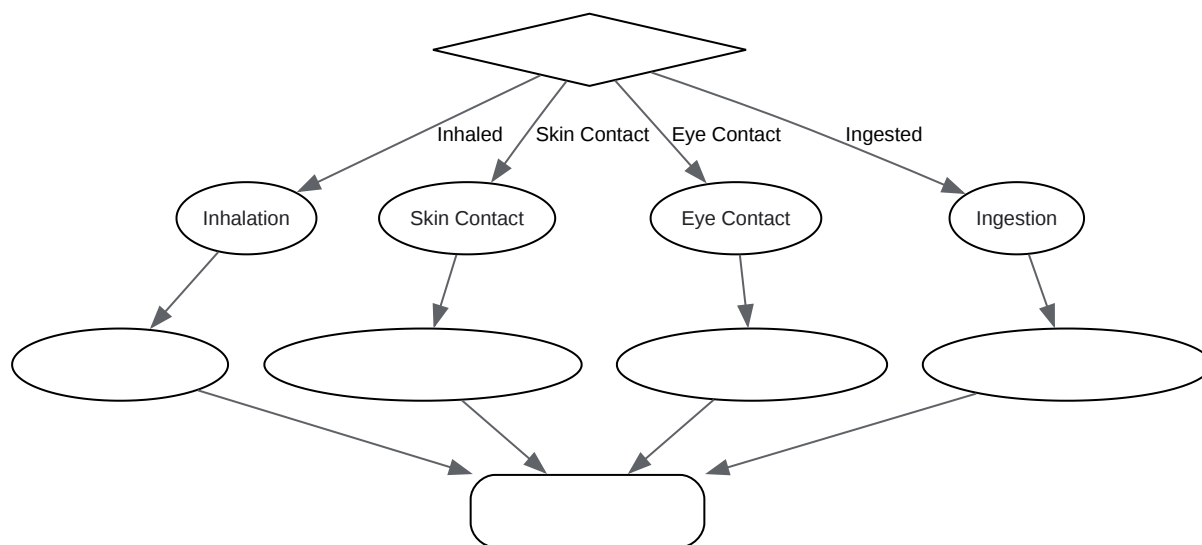 Inhaled
Skin Contact
Eye Contact
Ingested
Inhalation
Skin Contact
Eye Contact
Ingestion